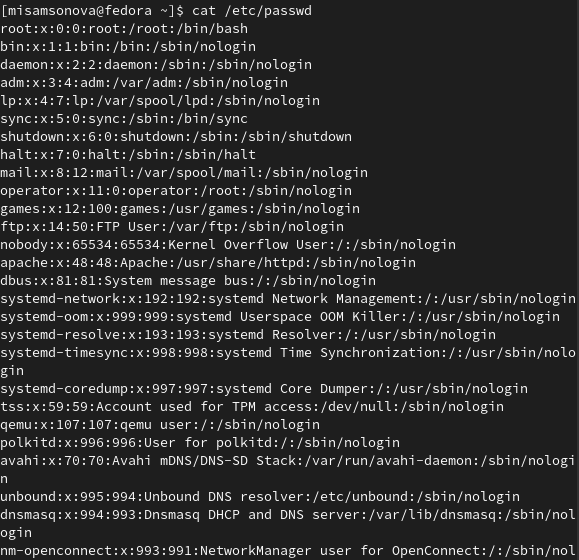 [misamsonova@fedora ~]$ cat /etc/passwd
root:x:0:0:root:/root:/bin/bash
bin:x:1:1:bin:/bin:/sbin/nologin
daemon:x:2:2:daemon:/sbin:/sbin/nologin
adm:x:3:4:adm:/var/adm:/sbin/nologin
lp:x:4:7:lp:/var/spool/lpd:/sbin/nologin
sync:x:5:0:sync:/sbin:/bin/sync
shutdown:x:6:0:shutdown:/sbin:/sbin/shutdown
halt:x:7:0:halt:/sbin:/sbin/halt
mail:x:8:12:mail:/var/spool/mail:/sbin/nologin
operator:x:11:0:operator:/root:/sbin/nologin
games:x:12:100:games:/usr/games:/sbin/nologin
ftp:x:14:50:FTP User:/var/ftp:/sbin/nologin
nobody:x:65534:65534:Kernel Overflow User:/:/sbin/nologin
apache:x:48:48:Apache:/usr/share/httpd:/sbin/nologin
dbus:x:81:81:System message bus:/:/sbin/nologin
systemd-network:x:192:192:systemd Network Management:/:/usr/sbin/nologin
systemd-oom:x:999:999:systemd Userspace OOM Killer:/:/usr/sbin/nologin
systemd-resolve:x:193:193:systemd Resolver:/:/usr/sbin/nologin
systemd-timesync:x:998:998:systemd Time Synchronization:/:/usr/sbin/nolo
gin
systemd-coredump:x:997:997:systemd Core Dumper:/:/usr/sbin/nologin
tss:x:59:59:Account used for TPM access:/dev/null:/sbin/nologin
qemu:x:107:107:qemu user:/:/sbin/nologin
polkitd:x:996:996:User for polkitd:/:/sbin/nologin
avahi:x:70:70:Avahi mDNS/DNS-SD Stack:/var/run/avahi-daemon:/sbin/nologi
n
unbound:x:995:994:Unbound DNS resolver:/etc/unbound:/sbin/nologin
dnsmasq:x:994:993:Dnsmasq DHCP and DNS server:/var/lib/dnsmasq:/sbin/nol
ogin
nm-openconnect:x:993:991:NetworkManager user for OpenConnect:/:/sbin/nol